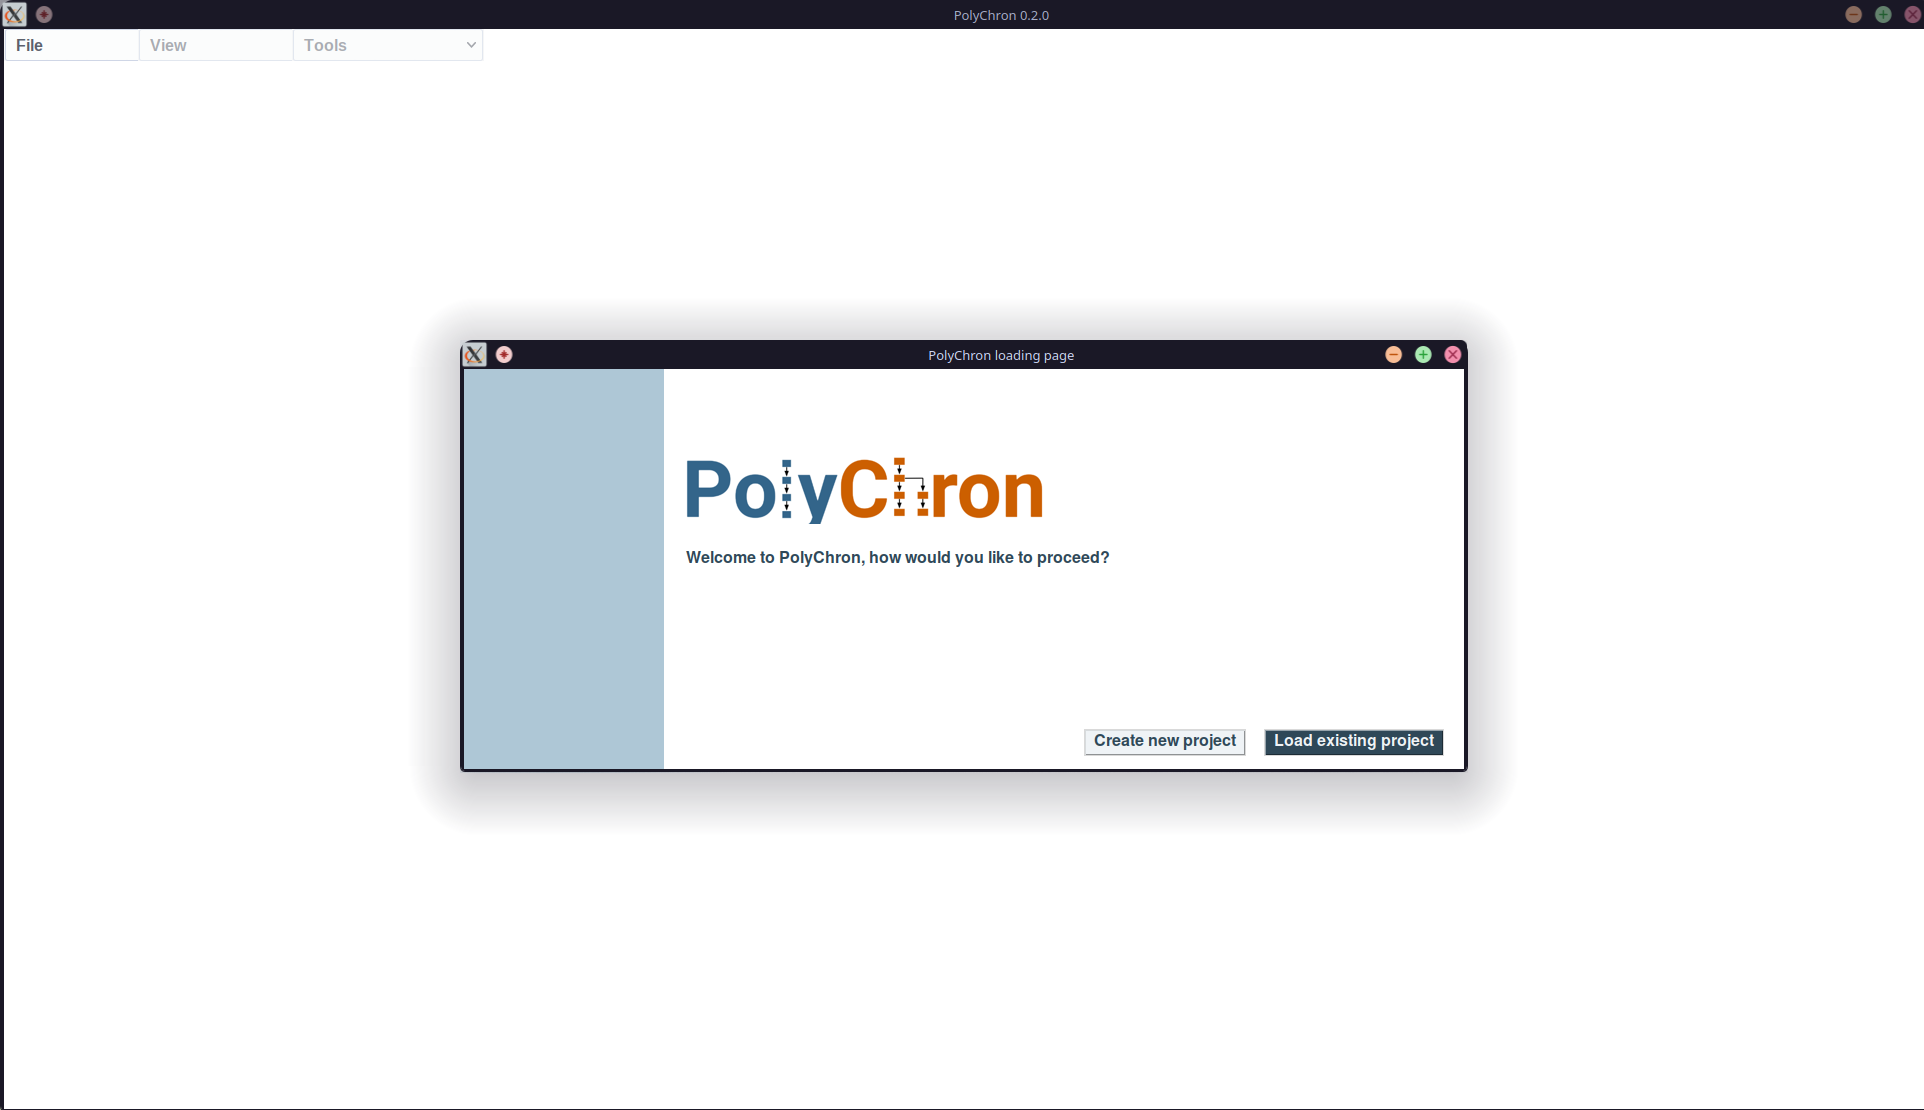 PolyChron 0.2.0
File View Tools
PolyChron loading page
PolyChron
Welcome to PolyChron, how would you like to proceed?
Create new project Load existing project